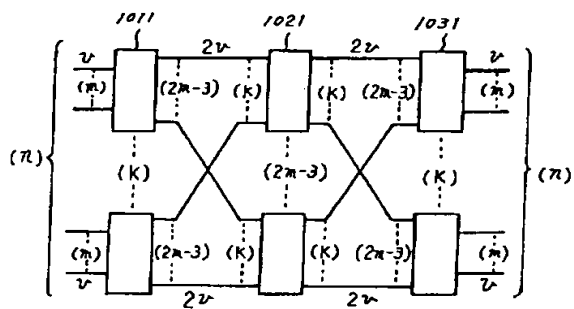 1011 1021 1031
v 2v 2v v
(m) (2m-3) (K) (K) (2m-3) (m)
(n) (K) (2m-3) (K) (n)
(m) (2m-3) (K) (K) (2m-3) (m)
v 2v 2v v